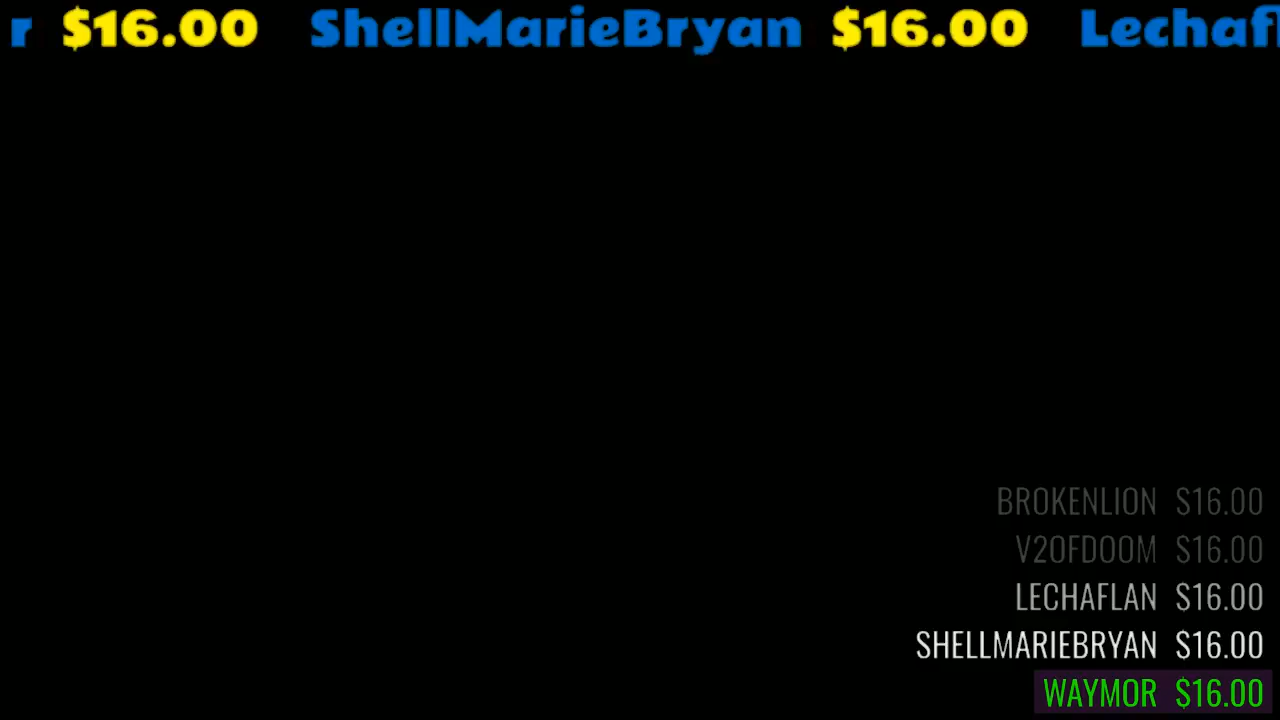 r $16.00 ShellMarieBryan $16.00 Lechaf
BROKENLION $16.00
V2OFDOOM $16.00
LECHAFLAN $16.00
SHELLMARIEBRYAN $16.00
WAYMOR $16.00